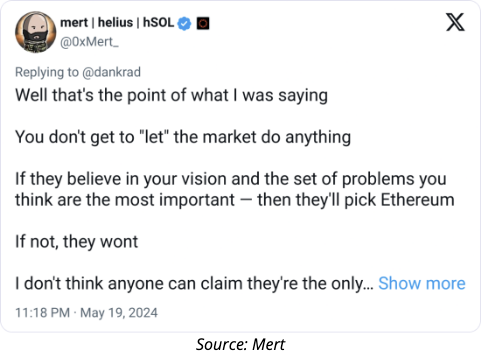 mert | helius | hSOL
@0xMert_
Replying to @dankrad
Well that's the point of what I was saying
You don't get to "let" the market do anything
If they believe in your vision and the set of problems you
think are the most important — then they'll pick Ethereum
If not, they wont
I don't think anyone can claim they're the only... Show more
11:18 PM · May 19, 2024
Source: Mert